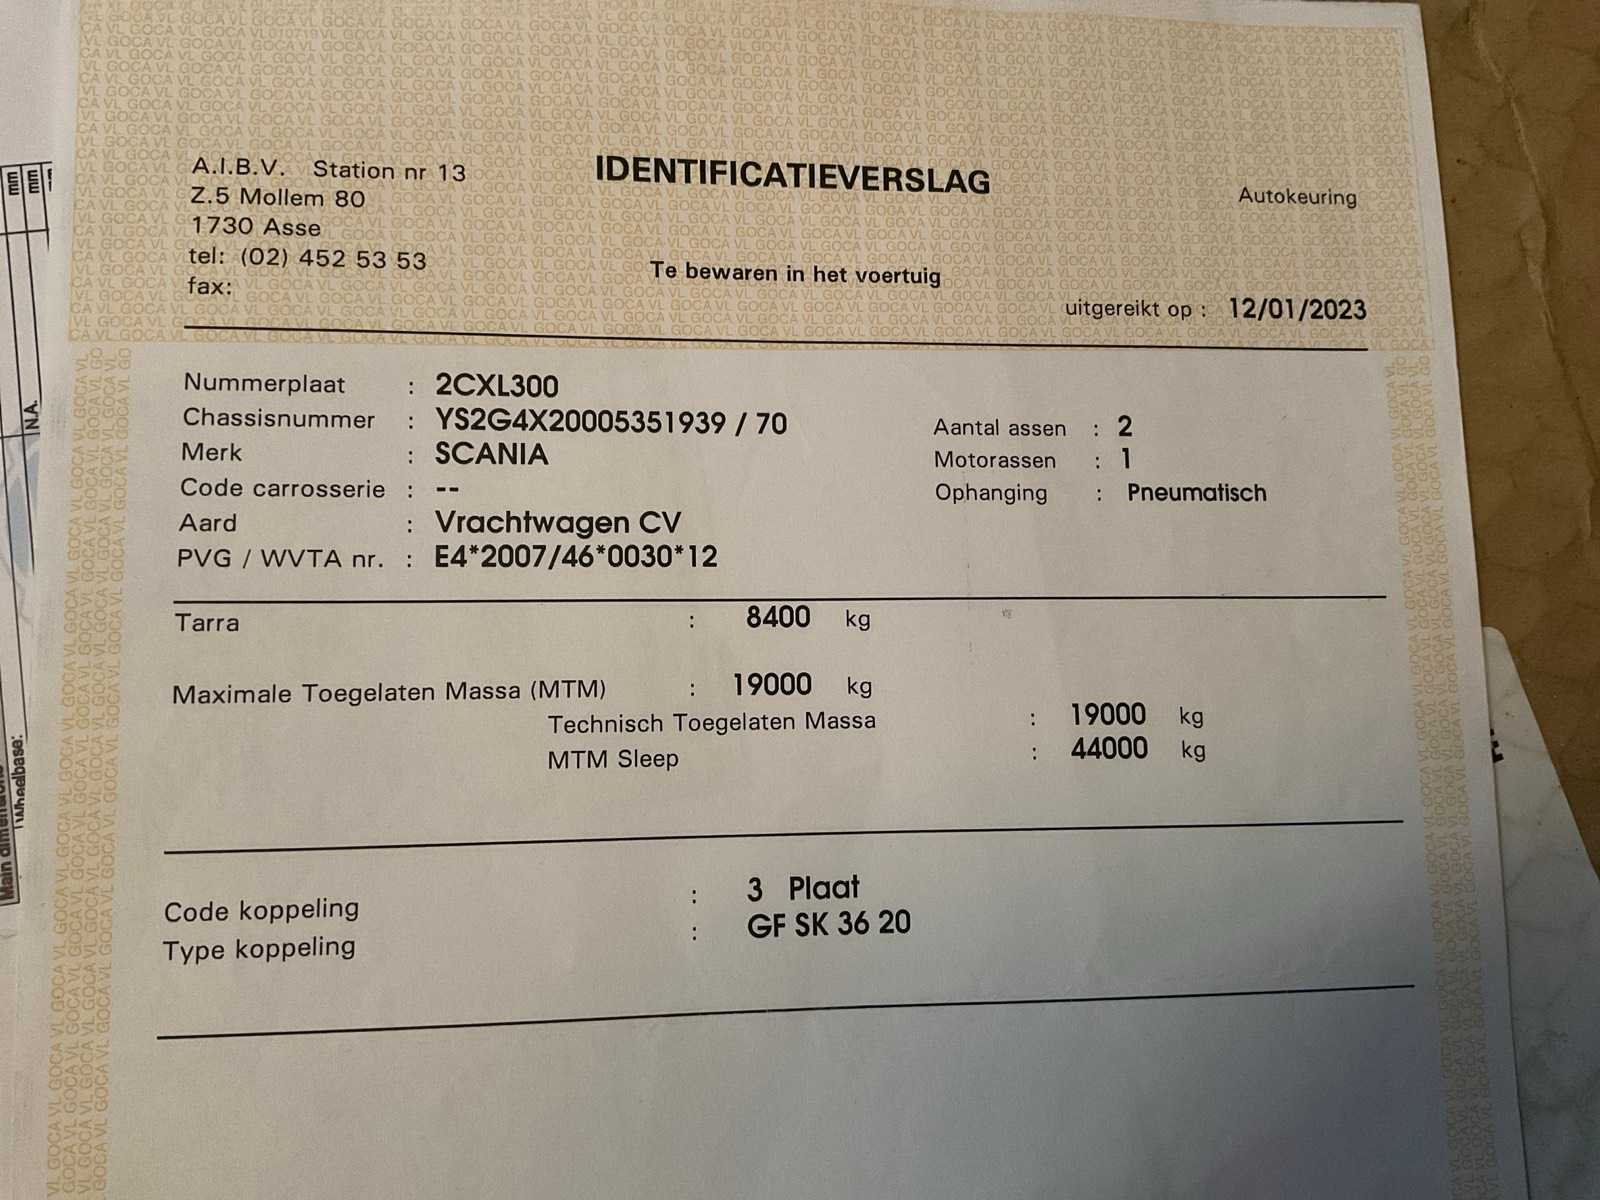 A.I.B.V. Station nr 13
Z.5 Mollem 80
1730 Asse
tel: (02) 452 53 53
fax:
IDENTIFICATIEVERSLAG
Te bewaren in het voertuig
Autokeuring
uitgereikt op : 12/01/2023
Nummerplaat : 2CXL300
Chassisnummer : YS2G4X20005351939 / 70
Merk : SCANIA
Code carrosserie : --
Aard : Vrachtwagen CV
PVG / WVTA nr. : E4*2007/46*0030*12
Aantal assen : 2
Motorassen : 1
Ophanging : Pneumatisch
Tarra : 8400 kg
Maximale Toegelaten Massa (MTM) : 19000 kg
Technisch Toegelaten Massa : 19000 kg
MTM Sleep : 44000 kg
Code koppeling : 3 Plaat
Type koppeling : GF SK 36 20
mm
mm
N.A.
Wheelbase: